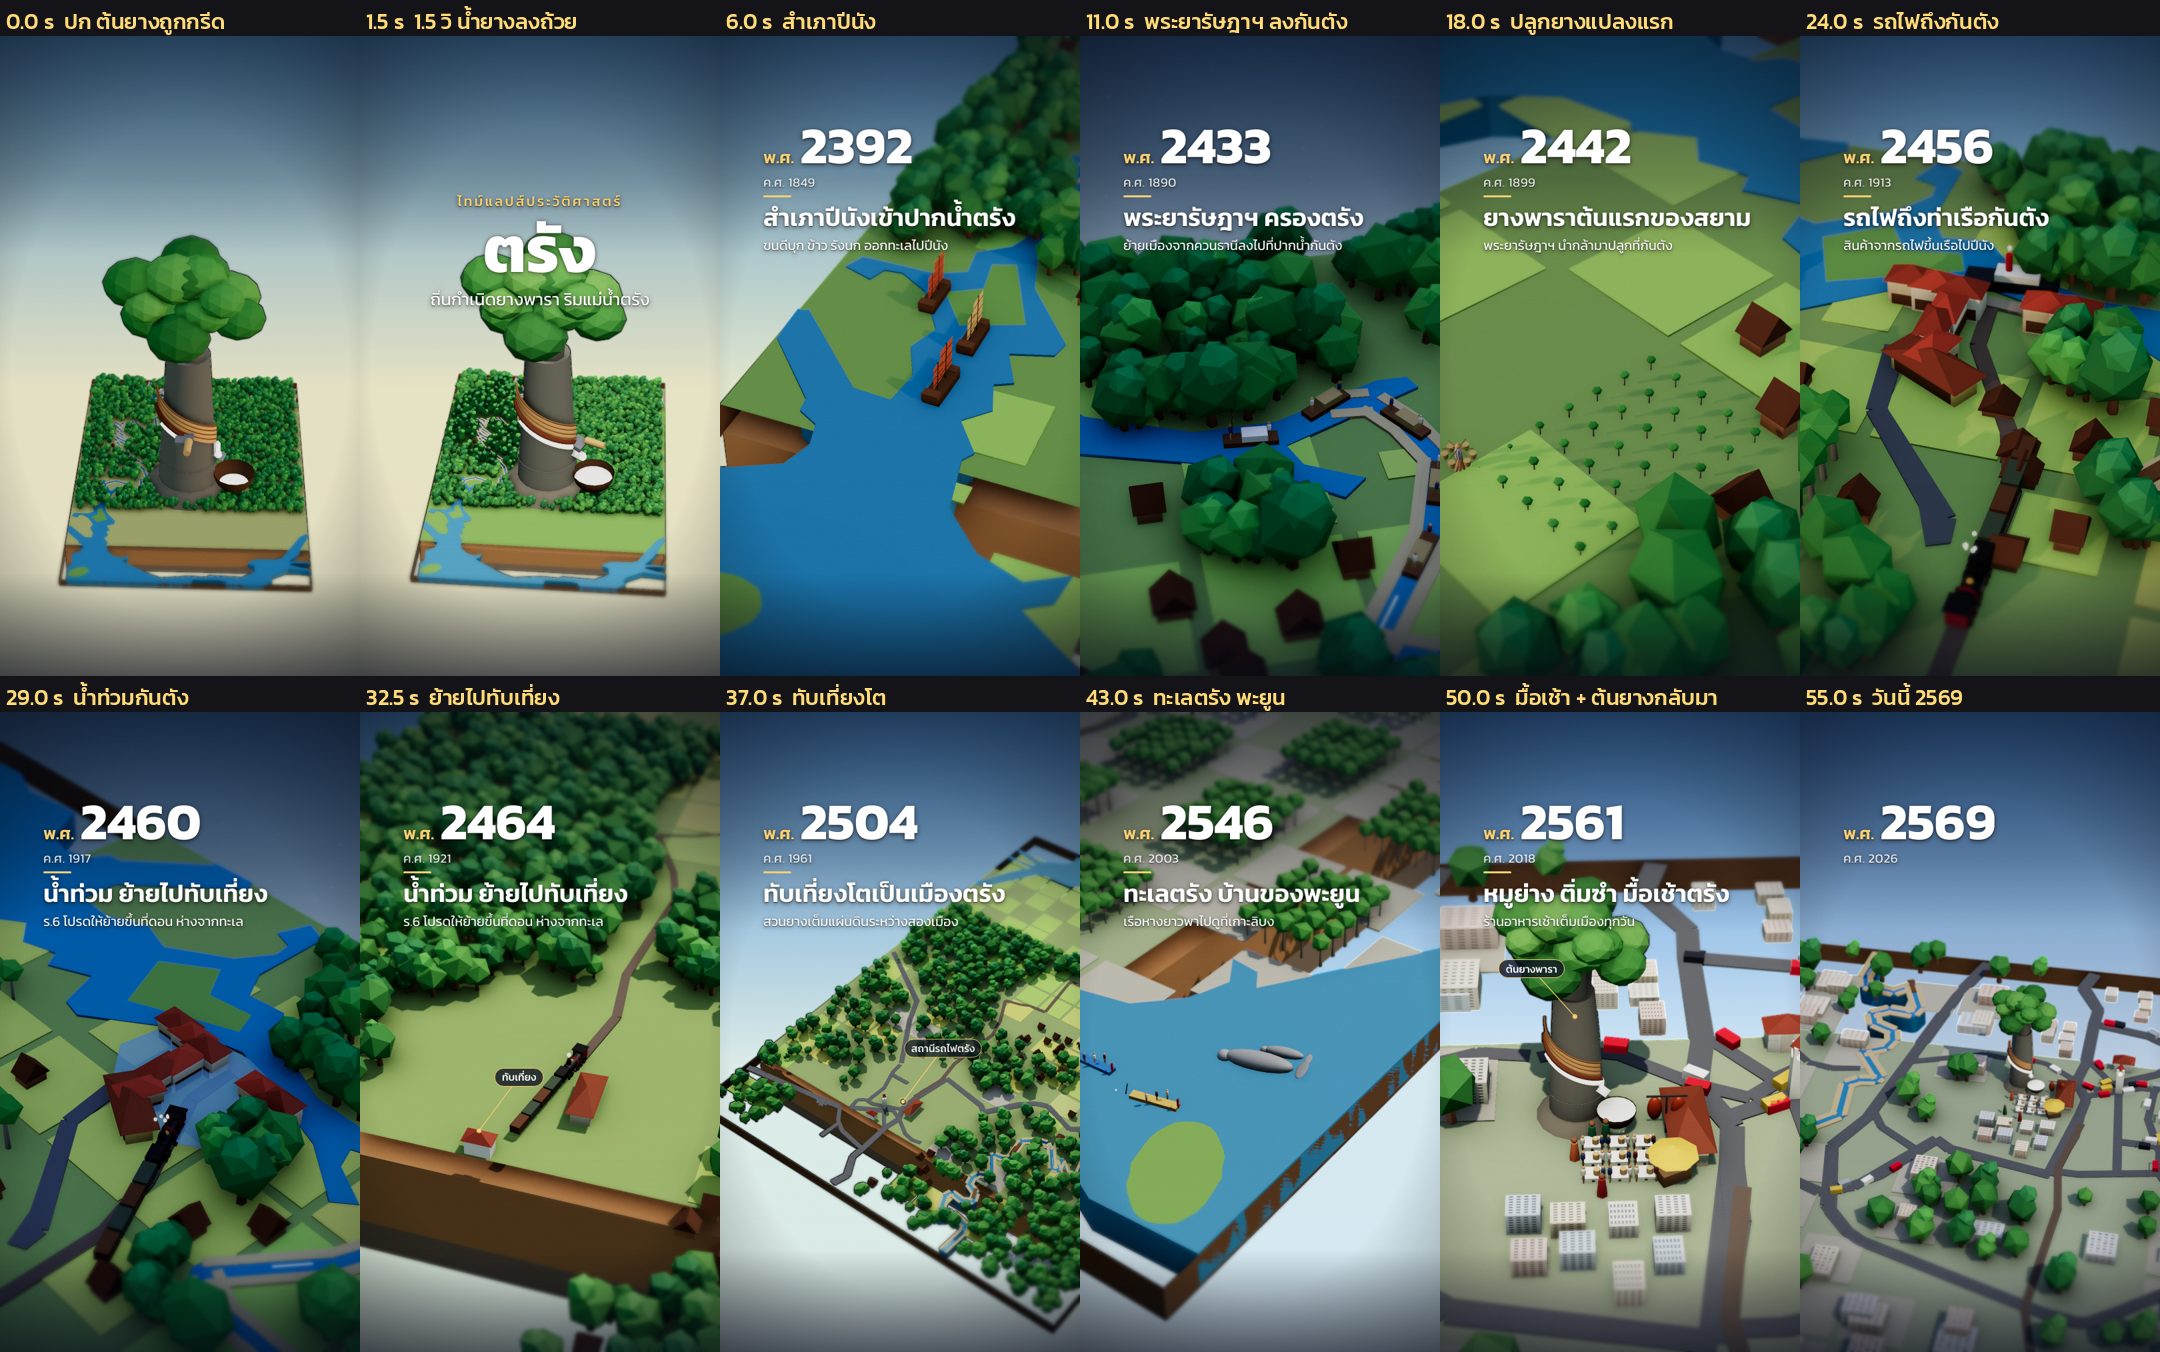 0.0 s ปก ต้นยางถูกกรีด
1.5 s 1.5 วิ น้ำยางลงถ้วย
ไทม์แลปส์ประวัติศาสตร์
ตรัง
ถิ่นกำเนิดยางพารา ริมแม่น้ำตรัง
6.0 s สำเภาปีนัง
พ.ศ. 2392
ค.ศ. 1849
สำเภาปีนังเข้าปากน้ำตรัง
ขนดีบุก ข้าว รังนก ออกทะเลไปปีนัง
11.0 s พระยารัษฎาฯ ลงกันตัง
พ.ศ. 2433
ค.ศ. 1890
พระยารัษฎาฯ ครองตรัง
ย้ายเมืองจากควนธานีลงไปที่ปากน้ำกันตัง
18.0 s ปลูกยางแปลงแรก
พ.ศ. 2442
ค.ศ. 1899
ยางพาราต้นแรกของสยาม
พระยารัษฎาฯ นำกล้ามาปลูกที่กันตัง
24.0 s รถไฟถึงกันตัง
พ.ศ. 2456
ค.ศ. 1913
รถไฟถึงท่าเรือกันตัง
สินค้าจากรถไฟขึ้นเรือไปปีนัง
29.0 s น้ำท่วมกันตัง
พ.ศ. 2460
ค.ศ. 1917
น้ำท่วม ย้ายไปทับเที่ยง
ร.6 โปรดให้ย้ายขึ้นที่ดอน ห่างจากทะเล
32.5 s ย้ายไปทับเที่ยง
พ.ศ. 2464
ค.ศ. 1921
น้ำท่วม ย้ายไปทับเที่ยง
ร.6 โปรดให้ย้ายขึ้นที่ดอน ห่างจากทะเล
ทับเที่ยง
37.0 s ทับเที่ยงโต
พ.ศ. 2504
ค.ศ. 1961
ทับเที่ยงโตเป็นเมืองตรัง
สวนยางเต็มแผ่นดินระหว่างสองเมือง
สถานีรถไฟตรัง
43.0 s ทะเลตรัง พะยูน
พ.ศ. 2546
ค.ศ. 2003
ทะเลตรัง บ้านของพะยูน
เรือหางยาวพาไปดูที่เกาะลิบง
50.0 s มื้อเช้า + ต้นยางกลับมา
พ.ศ. 2561
ค.ศ. 2018
หมูย่าง ติ่มซำ มื้อเช้าตรัง
ร้านอาหารเช้าเต็มเมืองทุกวัน
ต้นยางพารา
55.0 s วันนี้ 2569
พ.ศ. 2569
ค.ศ. 2026